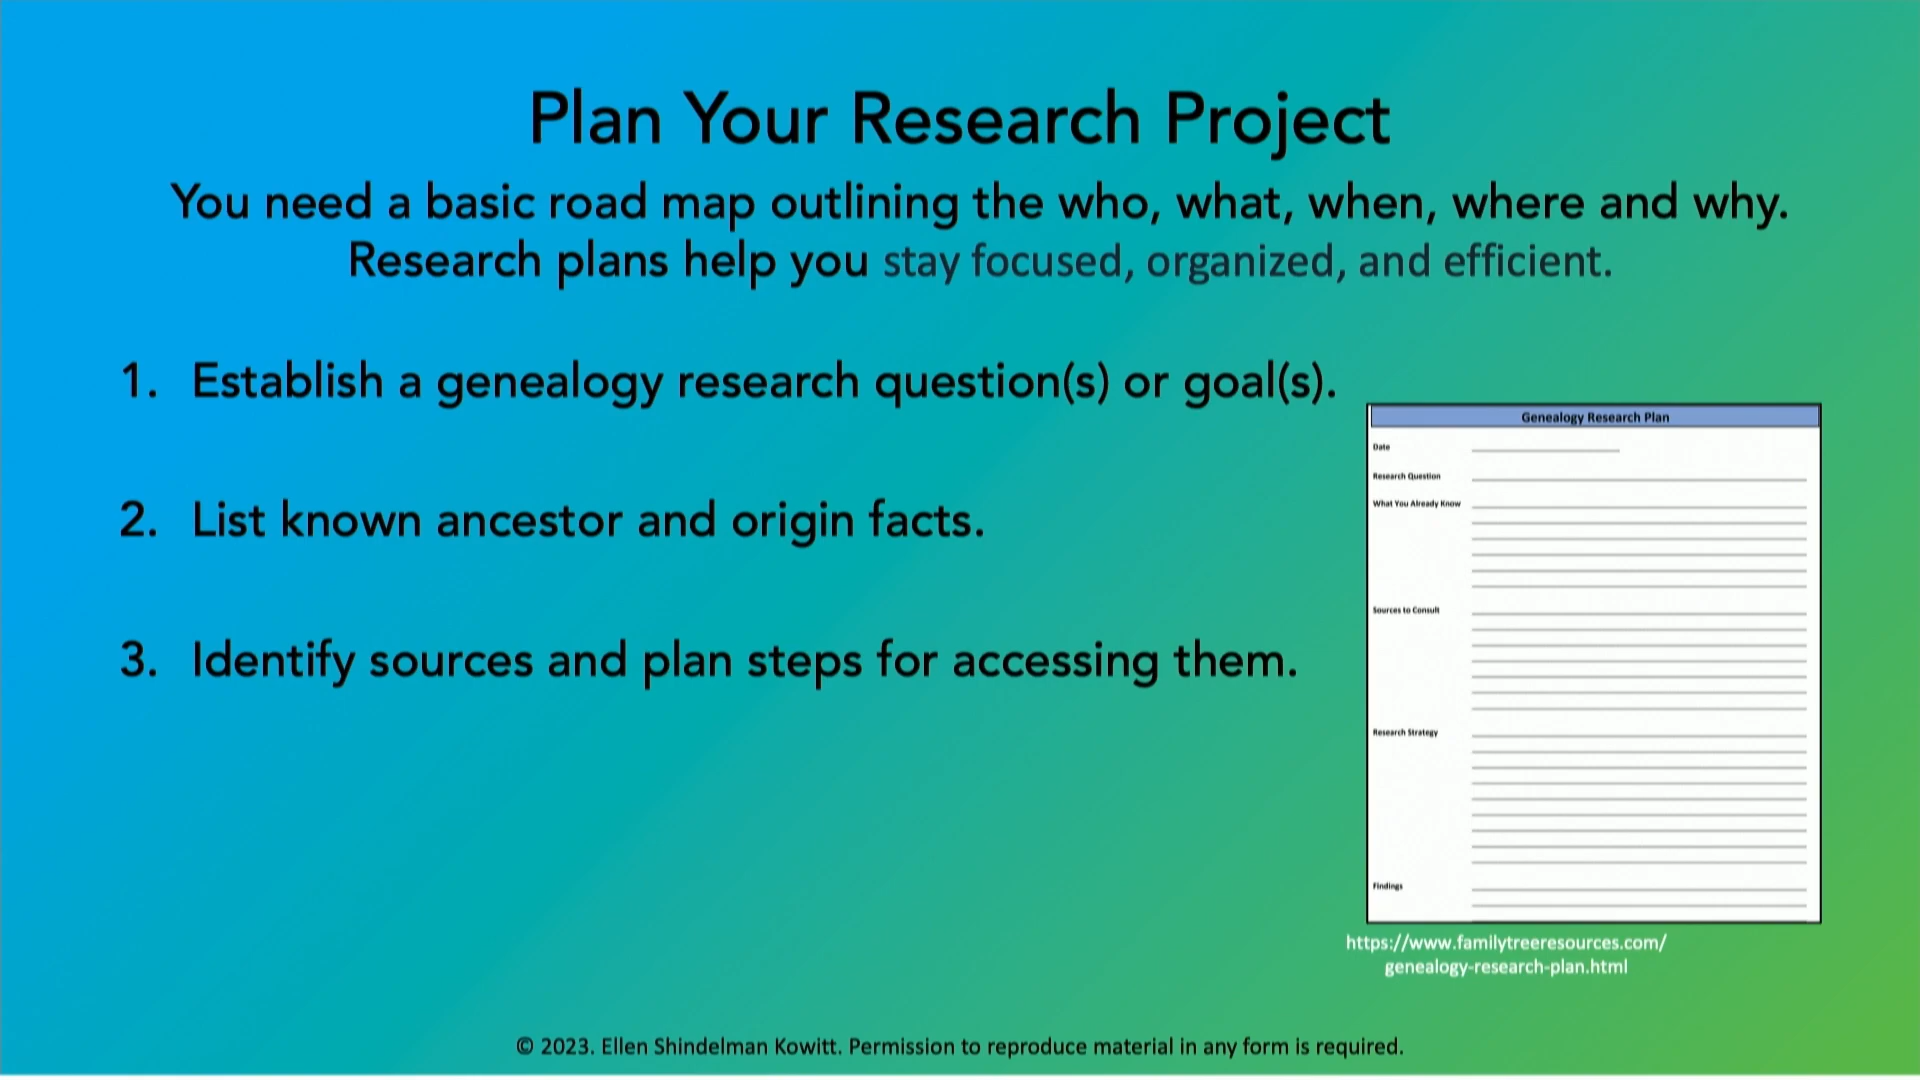 Plan Your Research Project
You need a basic road map outlining the who, what, when, where and why.
Research plans help you stay focused, organized, and efficient.
1. Establish a genealogy research question(s) or goal(s).
2. List known ancestor and origin facts.
3. Identify sources and plan steps for accessing them.
Genealogy Research Plan
Date
Research Question
What You Already Know
Sources to Consult
Research Strategy
Findings
https://www.familytreeresources.com/
genealogy-research-plan.html
© 2023. Ellen Shindelman Kowitt. Permission to reproduce material in any form is required.